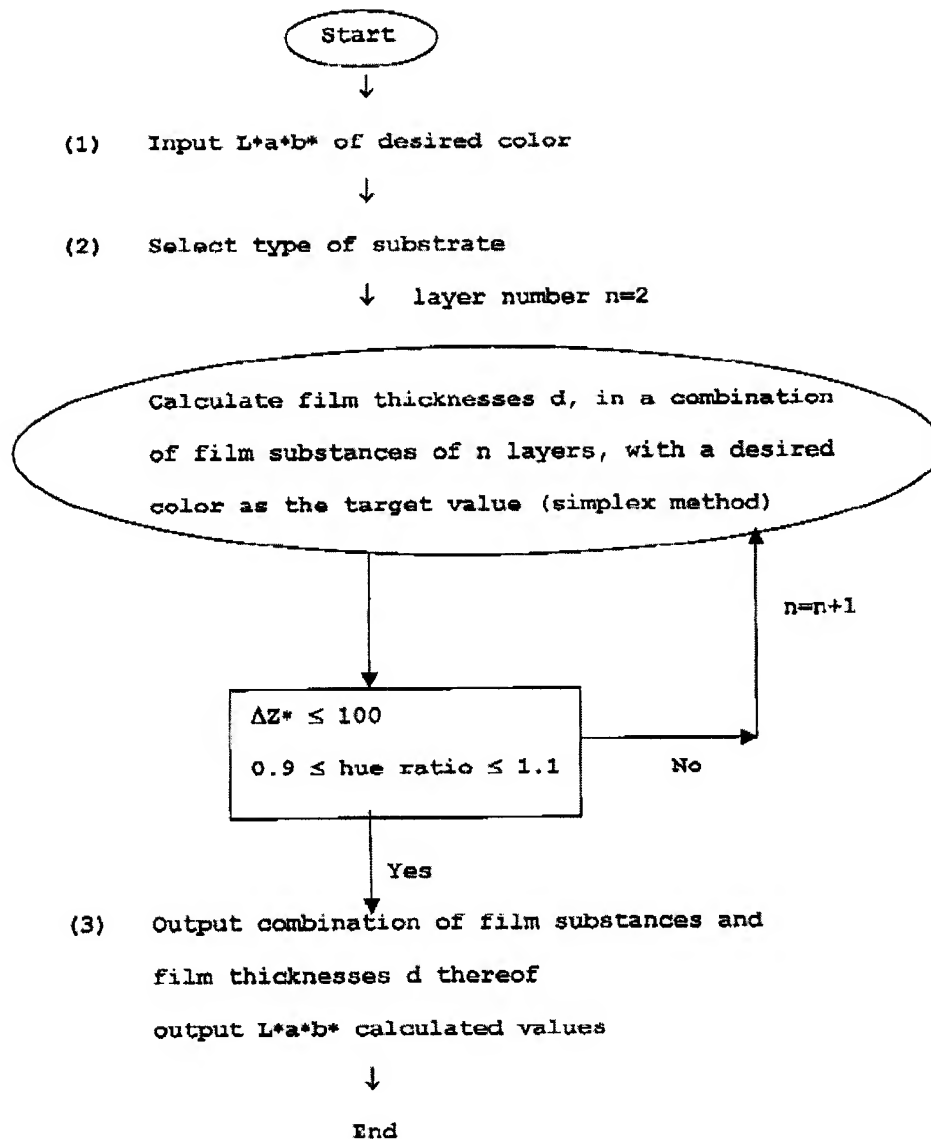 Start
↓
(1) Input L*a*b* of desired color
↓
(2) Select type of substrate
↓ layer number n=2
Calculate film thicknesses d, in a combination
of film substances of n layers, with a desired
color as the target value (simplex method)
n=n+1
ΔZ* ≤ 100
0.9 ≤ hue ratio ≤ 1.1
No
Yes
(3) Output combination of film substances and
film thicknesses d thereof
output L*a*b* calculated values
↓
End